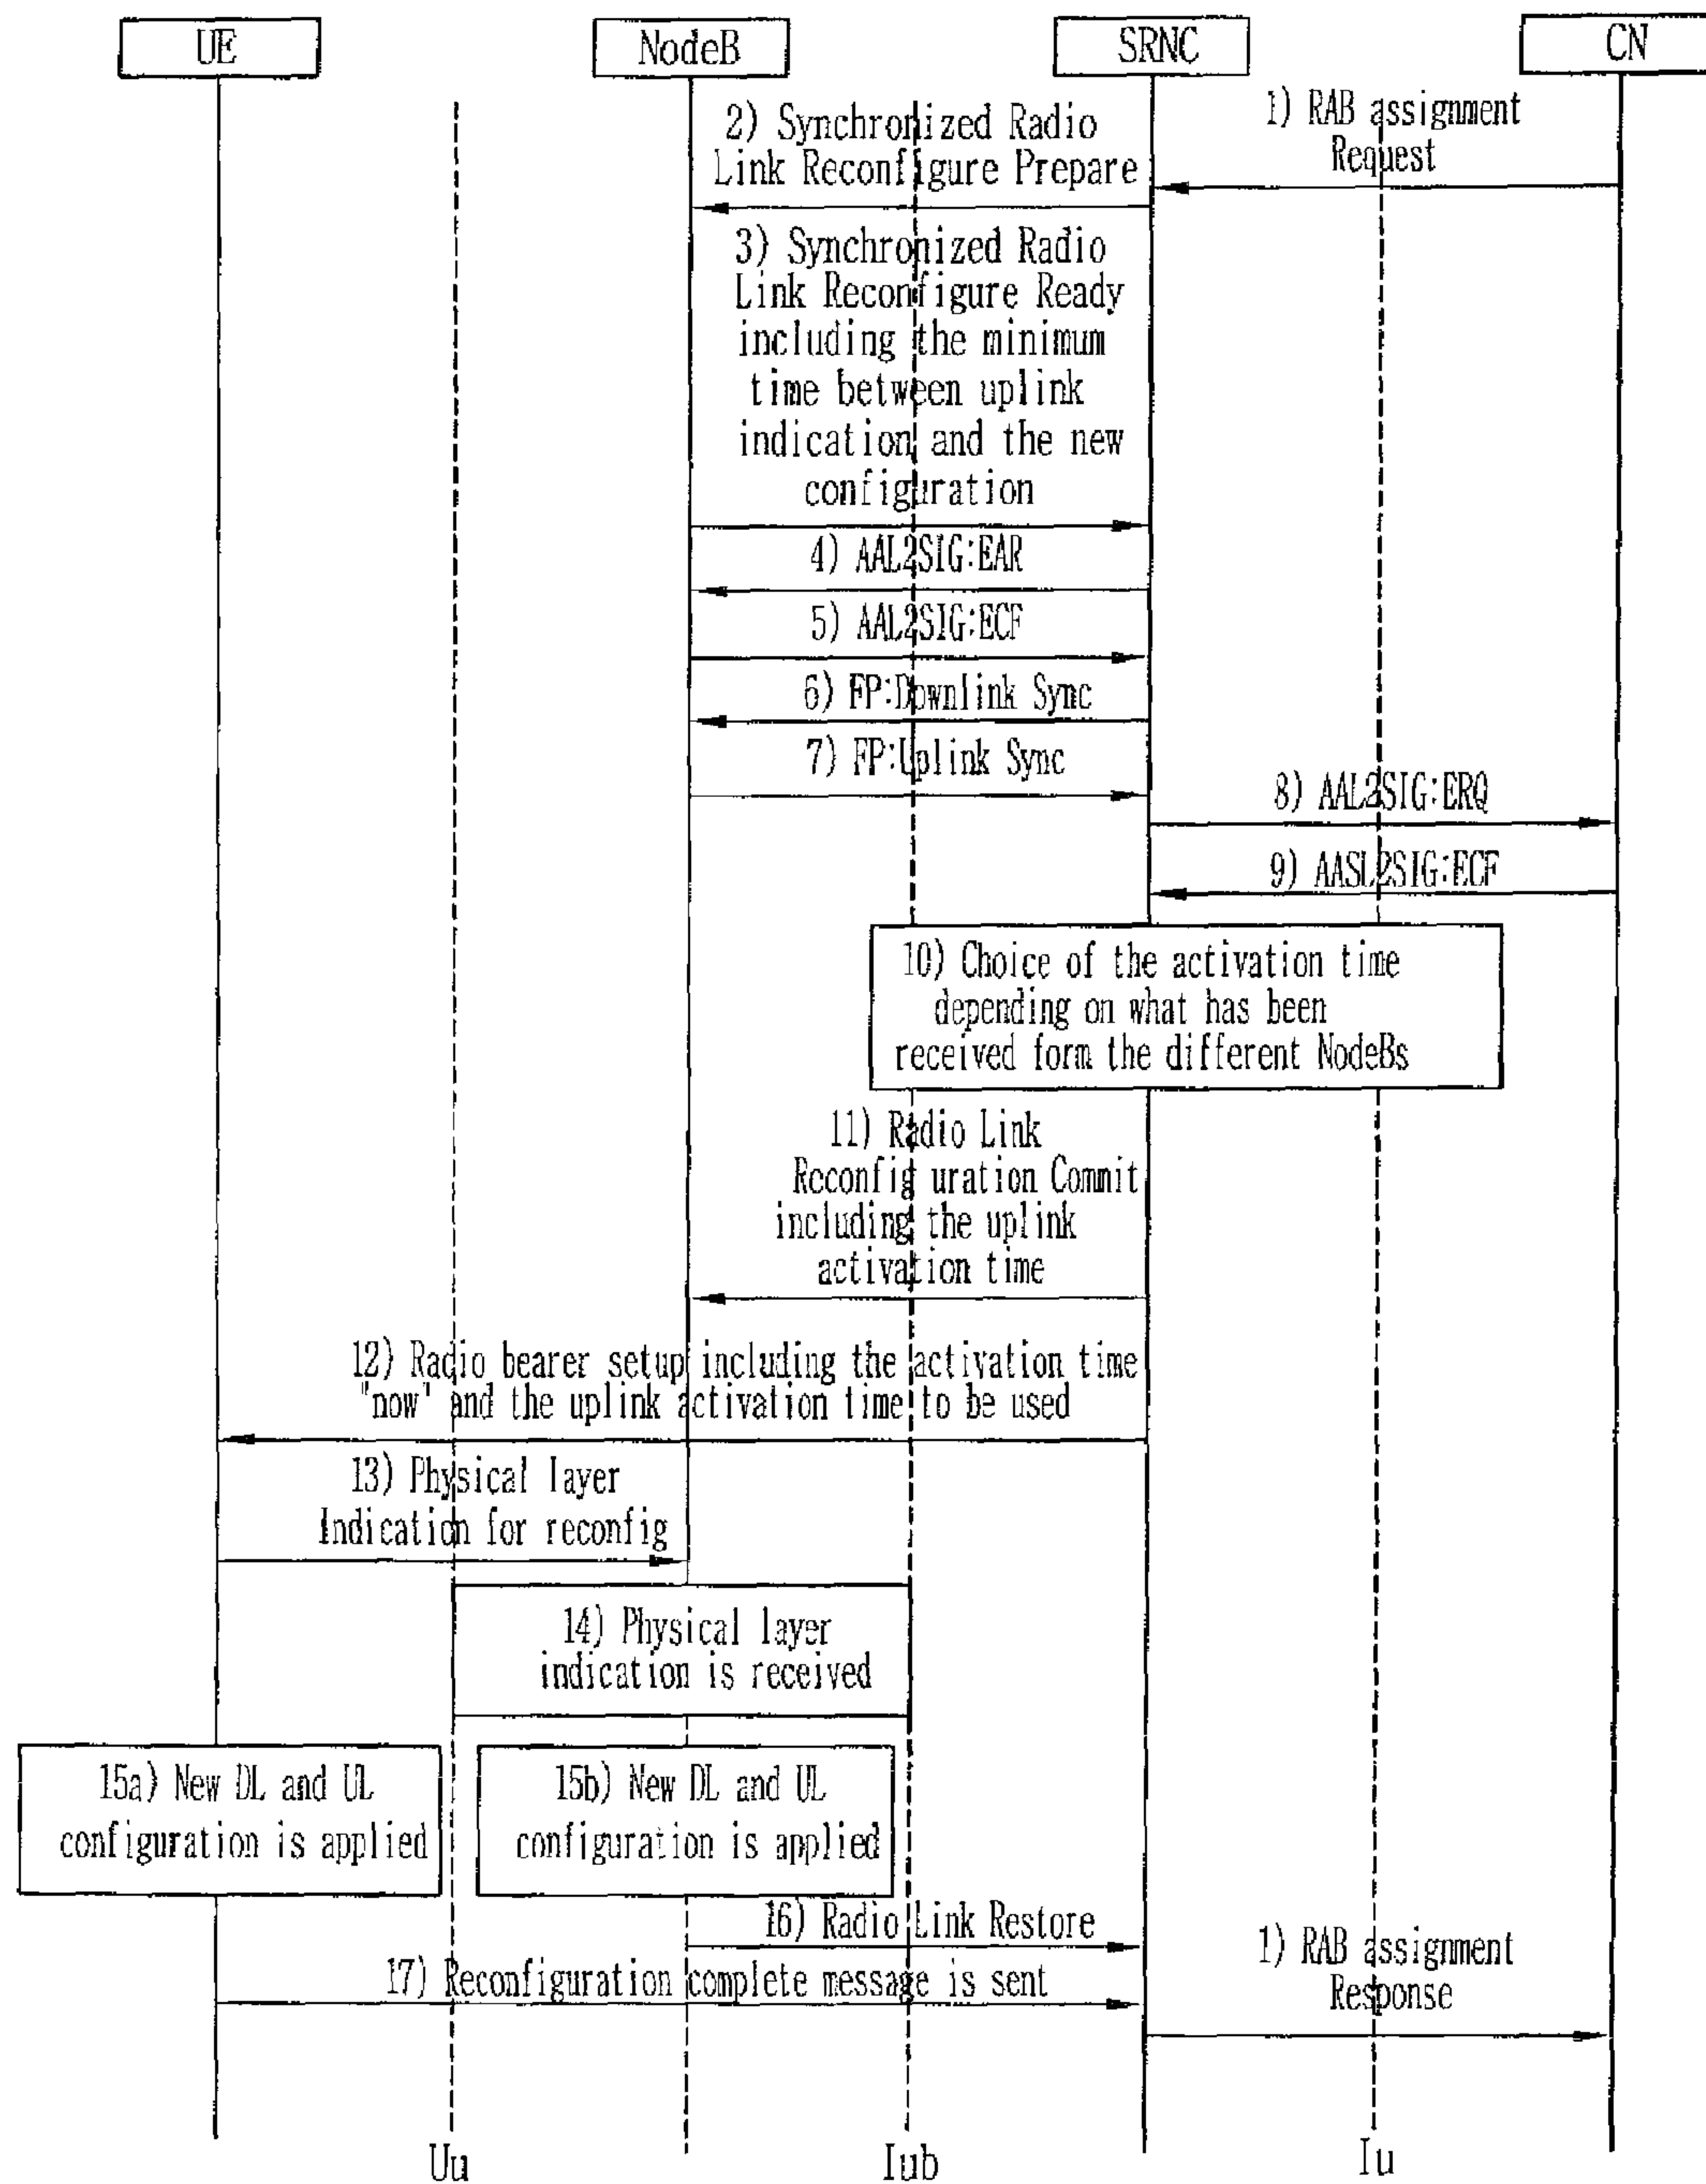 UE
NodeB
SRNC
CN
1) RAB assignment
Request
2) Synchronized Radio
Link Reconfigure Prepare
3) Synchronized Radio
Link Reconfigure Ready
including the minimum
time between uplink
indication and the new
configuration
4) AAL2SIG:EAR
5) AAL2SIG:ECF
6) FP:Downlink Sync
7) FP:Uplink Sync
8) AAL2SIG:ERQ
9) AASL2SIG:ECF
10) Choice of the activation time
depending on what has been
received form the different NodeBs
11) Radio Link
Reconfig uration Commit
including the uplink
activation time
12) Radio bearer setup including the activation time
"now" and the uplink activation time to be used
13) Physical layer
Indication for reconfig
14) Physical layer
indication is received
15a) New DL and UL
configuration is applied
15b) New DL and UL
configuration is applied
16) Radio Link Restore
17) Reconfiguration complete message is sent
1) RAB assignment
Response
Uu
Iub
Iu